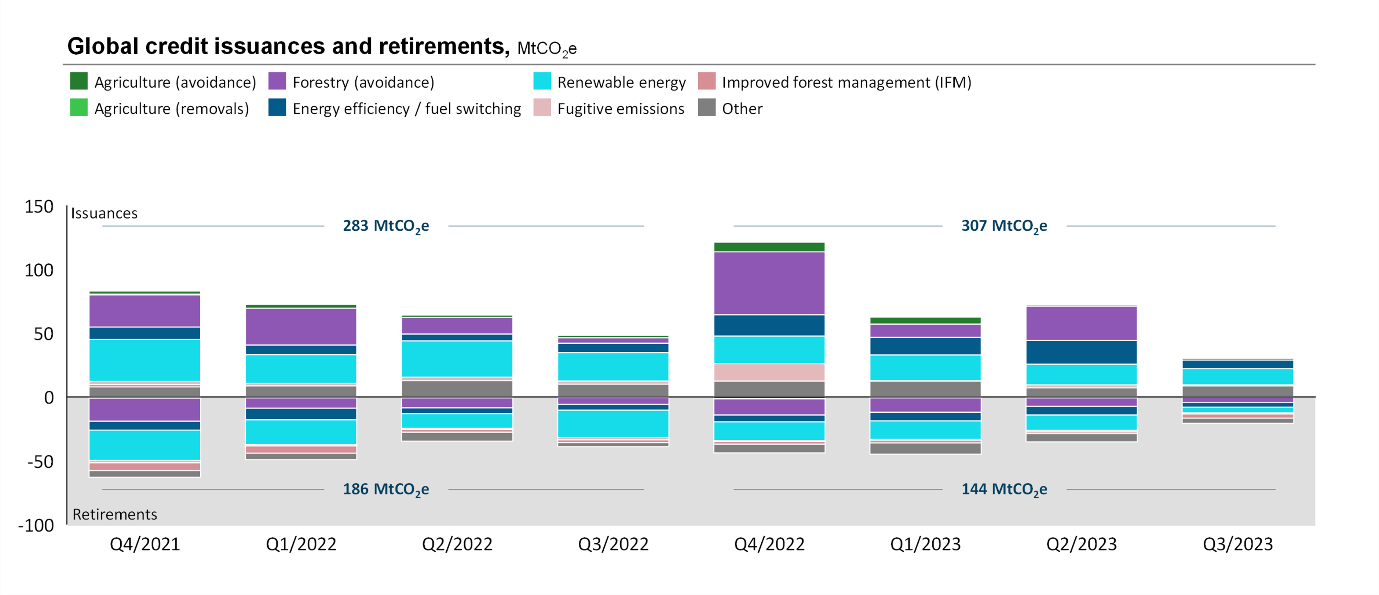 Global credit issuances and retirements, MtCO₂e
Agriculture (avoidance) Forestry (avoidance) Renewable energy Improved forest management (IFM)
Agriculture (removals) Energy efficiency / fuel switching Fugitive emissions Other
150
Issuances
283 MtCO₂e 307 MtCO₂e
100
50
0
-50
186 MtCO₂e 144 MtCO₂e
Retirements
-100
Q4/2021 Q1/2022 Q2/2022 Q3/2022 Q4/2022 Q1/2023 Q2/2023 Q3/2023